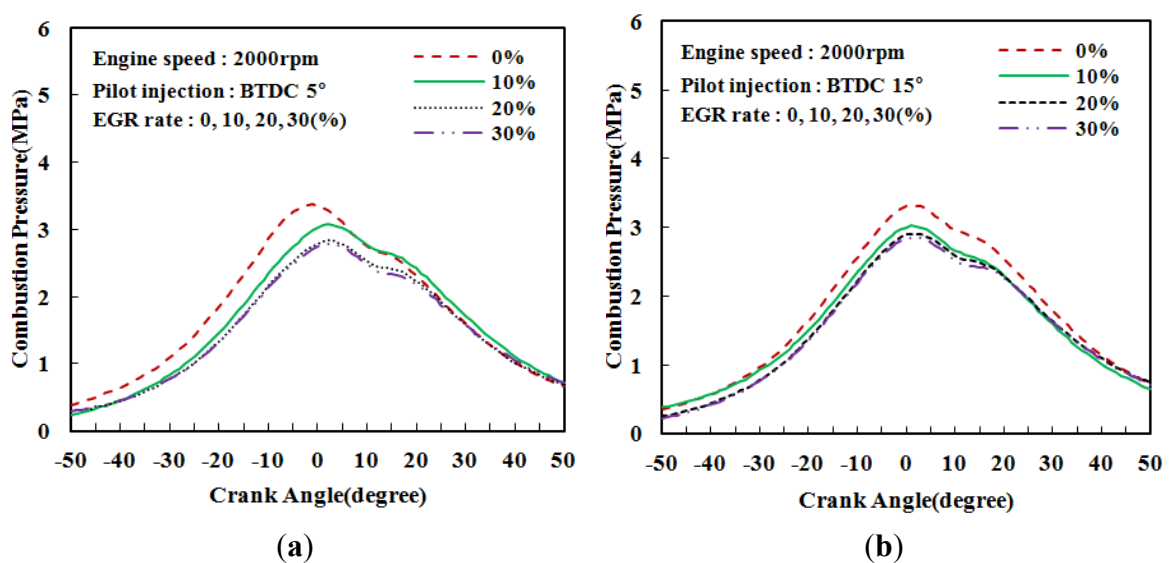 6
5
4
3
2
1
0
Combustion Pressure(MPa)
Engine speed : 2000rpm
Pilot injection : BTDC 5°
EGR rate : 0, 10, 20, 30(%)
0%
10%
20%
30%
-50 -40 -30 -20 -10 0 10 20 30 40 50
Crank Angle(degree)
(a)
6
5
4
3
2
1
0
Combustion Pressure(MPa)
Engine speed : 2000rpm
Pilot injection : BTDC 15°
EGR rate : 0, 10, 20, 30(%)
0%
10%
20%
30%
-50 -40 -30 -20 -10 0 10 20 30 40 50
Crank Angle(degree)
(b)